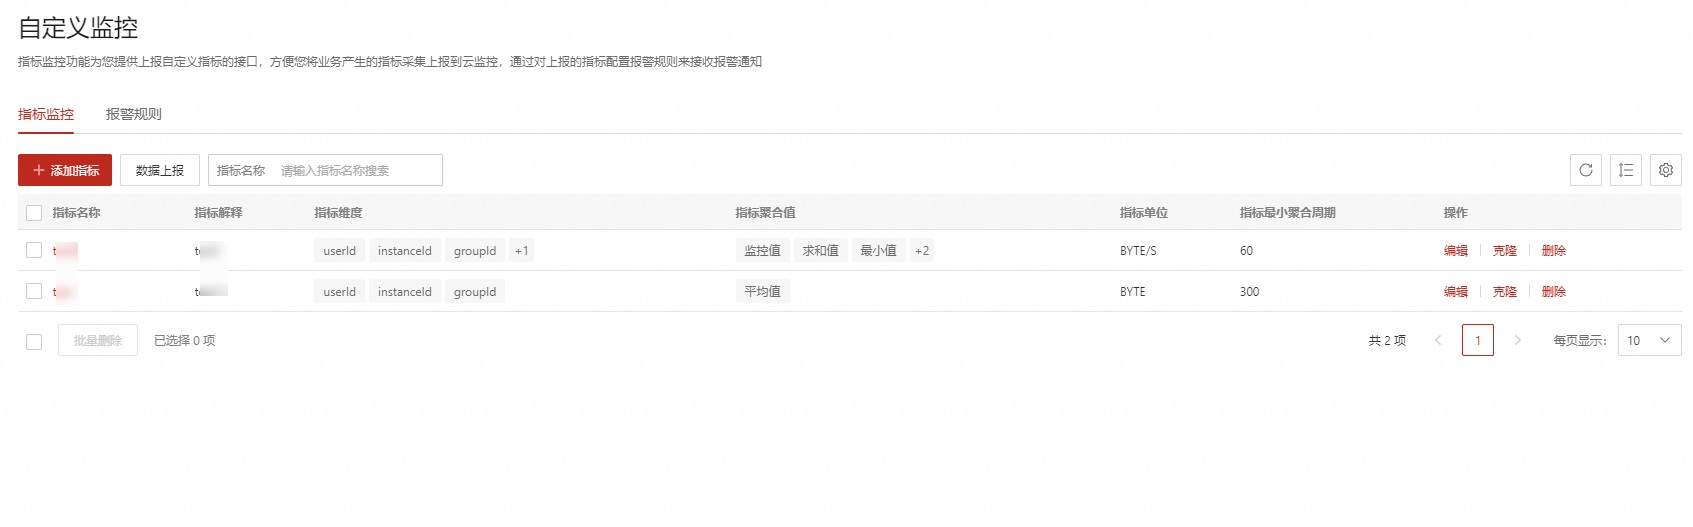 自定义监控
指标监控功能为您提供上报自定义指标的接口，方便您将业务产生的指标采集上报到云监控，通过对上报的指标配置报警规则来接收报警通知
指标监控 报警规则
添加指标 数据上报 指标名称 请输入指标名称搜索
指标名称 指标解释 指标维度 指标聚合值 指标单位 指标最小聚合周期 操作
userId instanceId groupId +1 监控值 求和值 最小值 +2 BYTE/S 60 编辑 克隆 删除
userId instanceId groupId 平均值 BYTE 300 编辑 克隆 删除
批量删除 已选择 0 项 共 2 项 1 每页显示： 10